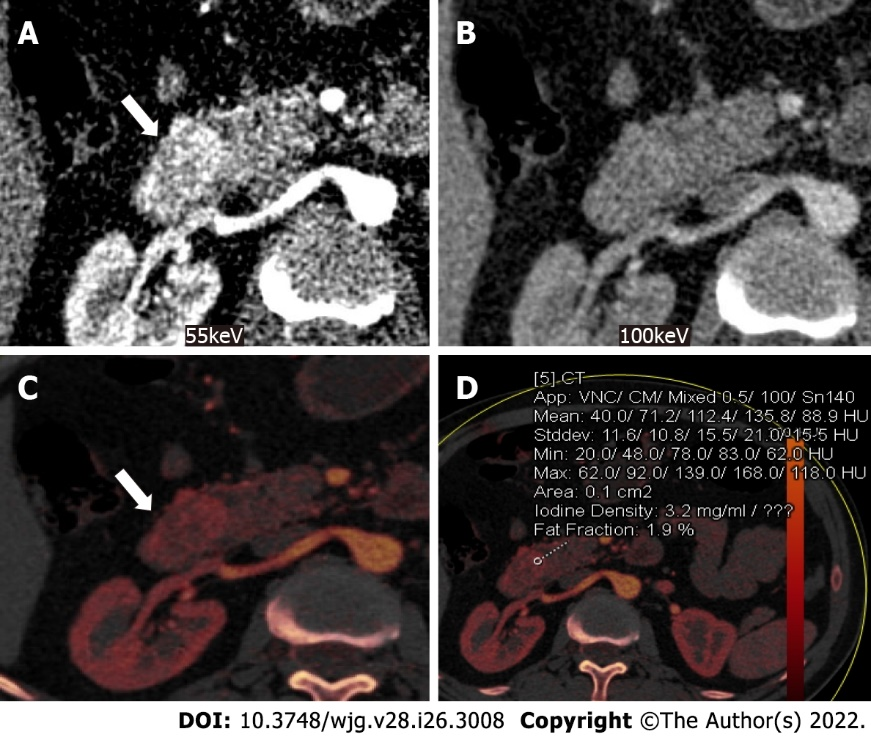 A
B
55keV
100keV
C
D
[5] CT
App: VNC/ CM/ Mixed 0.5/ 100/ Sn140
Mean: 40.0/ 71.2/ 112.4/ 135.8/ 88.9 HU
Stddev: 11.6/ 10.8/ 15.5/ 21.0/ 15.5 HU
Min: 20.0/ 48.0/ 78.0/ 83.0/ 62.0 HU
Max: 62.0/ 92.0/ 139.0/ 168.0/ 118.0 HU
Area: 0.1 cm2
Iodine Density: 3.2 mg/ml / ???
Fat Fraction: 1.9 %
DOI: 10.3748/wjg.v28.i26.3008 Copyright ©The Author(s) 2022.